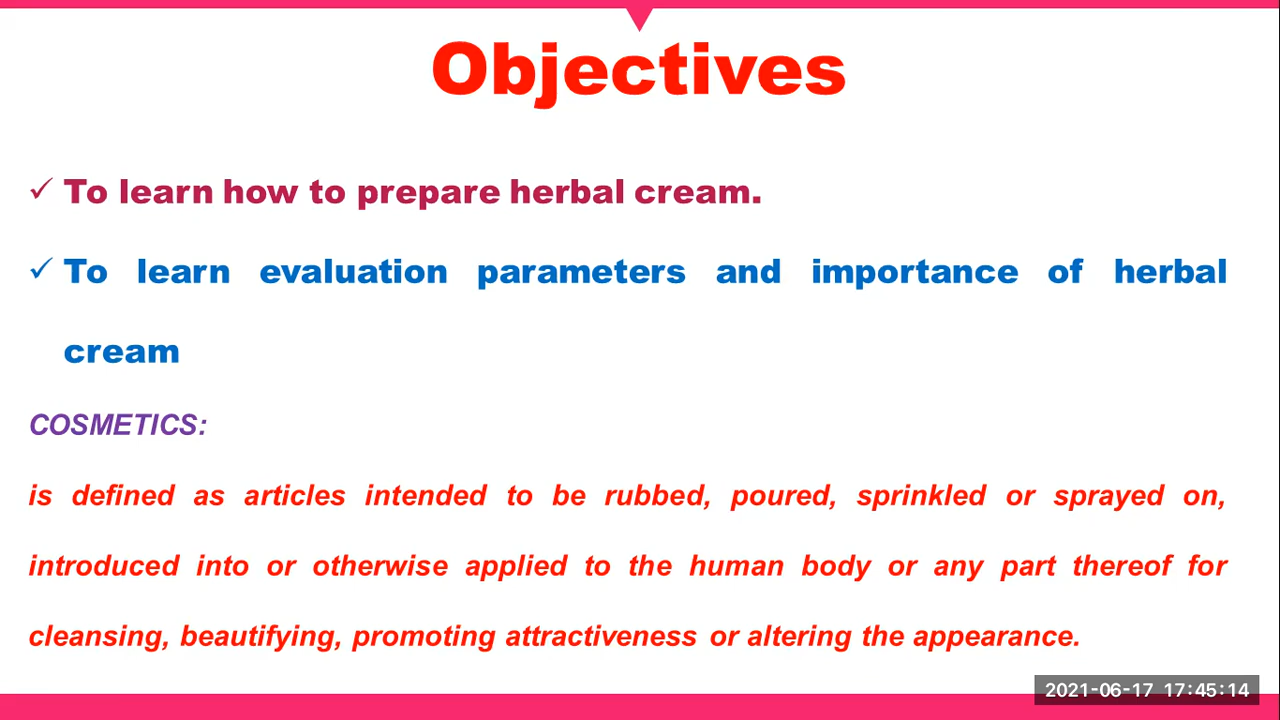 Objectives
✓ To learn how to prepare herbal cream.
✓ To learn evaluation parameters and importance of herbal
cream
COSMETICS:
is defined as articles intended to be rubbed, poured, sprinkled or sprayed on,
introduced into or otherwise applied to the human body or any part thereof for
cleansing, beautifying, promoting attractiveness or altering the appearance.
2021-06-17 17:45:14